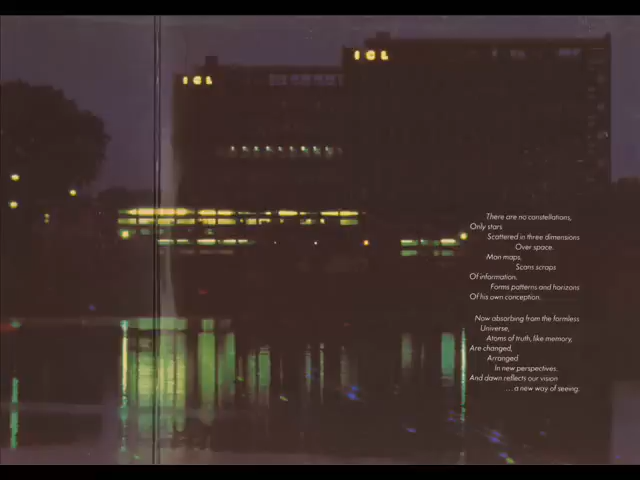 ICL
ICL
There are no constellations,
Only stars
Scattered in three dimensions
Over space.
Man maps,
Scans scraps
Of information.
Forms patterns and horizons
Of his own conception.
Now absorbing from the formless
Universe,
Atoms of truth, like memory,
Are changed,
Arranged
In new perspectives.
And dawn reflects our vision
...a new way of seeing.